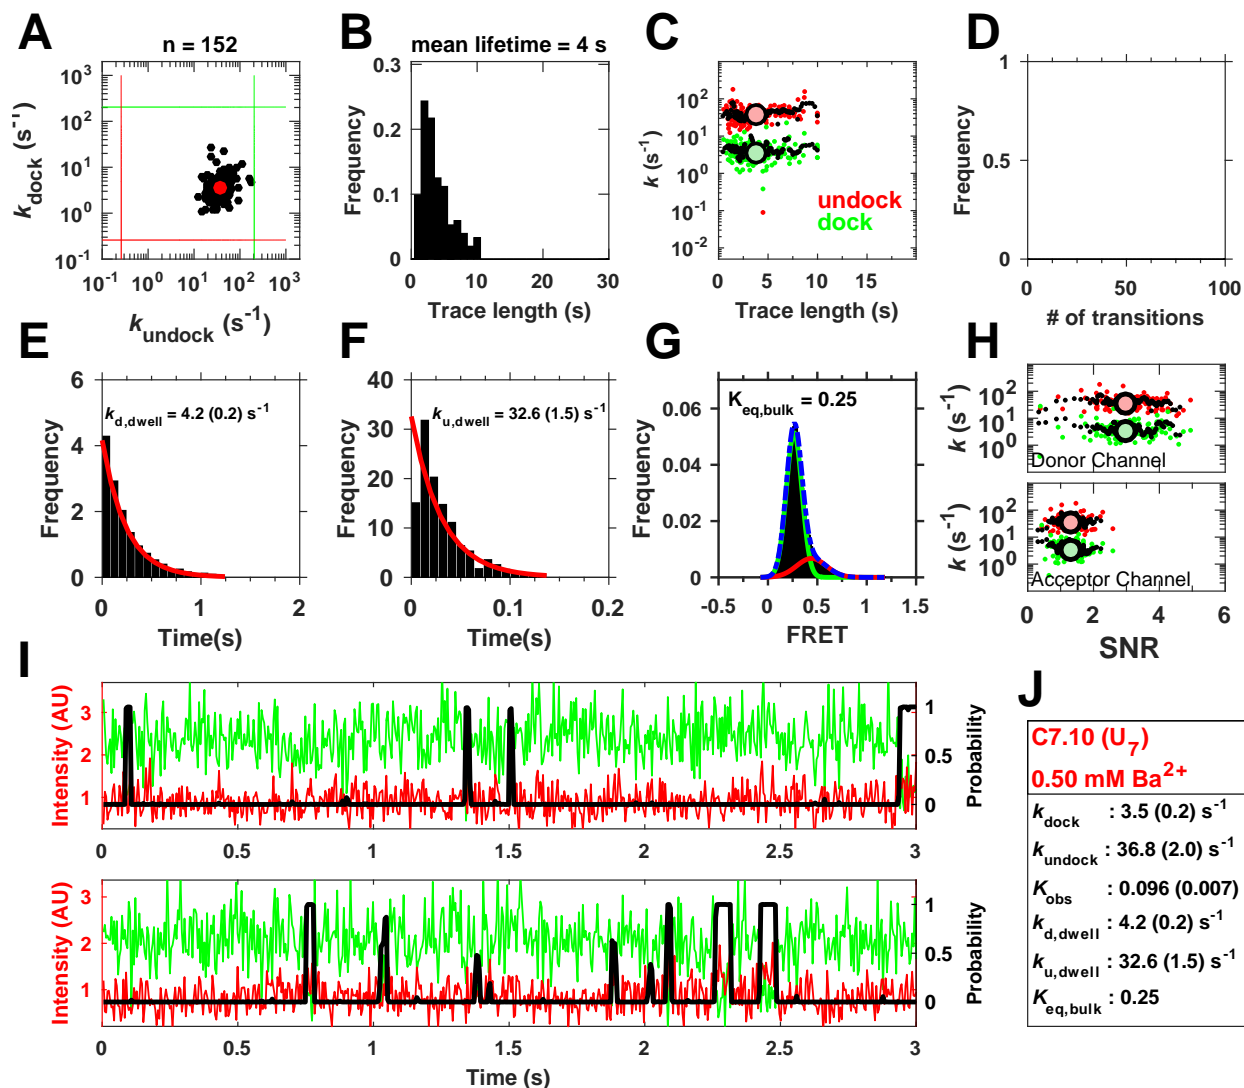 A
n = 152
10^3
10^2
10^1
10^0
10^-1
k_dock (s^-1)
10^-1 10^0 10^1 10^2 10^3
k_undock (s^-1)
B
mean lifetime = 4 s
0.3
0.2
0.1
0
Frequency
0 10 20 30
Trace length (s)
C
10^2
10^1
10^0
10^-1
10^-2
k (s^-1)
undock
dock
0 5 10 15
Trace length (s)
D
1
0.5
0
Frequency
0 50 100
# of transitions
E
6
4
2
0
Frequency
k_d,dwell = 4.2 (0.2) s^-1
0 1 2
Time(s)
F
40
30
20
10
0
Frequency
k_u,dwell = 32.6 (1.5) s^-1
0 0.1 0.2
Time(s)
G
K_eq,bulk = 0.25
0.06
0.04
0.02
0
Frequency
-0.5 0 0.5 1 1.5
FRET
H
10^2
10^1
10^0
k (s^-1)
Donor Channel
10^2
10^1
10^0
k (s^-1)
Acceptor Channel
0 2 4 6
SNR
I
3
2
1
Intensity (AU)
1
0.5
0
Probability
0 0.5 1 1.5 2 2.5 3
3
2
1
Intensity (AU)
1
0.5
0
Probability
0 0.5 1 1.5 2 2.5 3
Time (s)
J
C7.10 (U_7)
0.50 mM Ba^2+
k_dock : 3.5 (0.2) s^-1
k_undock : 36.8 (2.0) s^-1
K_obs : 0.096 (0.007)
k_d,dwell : 4.2 (0.2) s^-1
k_u,dwell : 32.6 (1.5) s^-1
K_eq,bulk : 0.25